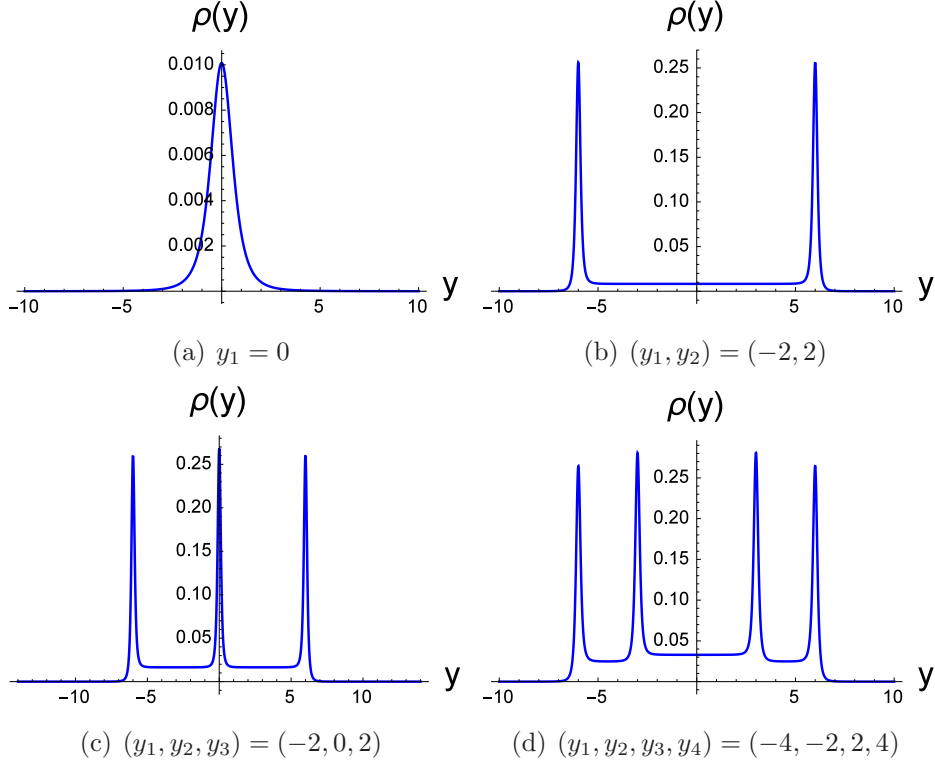 ρ(y)
0.010
0.008
0.006
0.004
0.002
−10 −5 5 10 y
(a) y₁ = 0
ρ(y)
0.25
0.20
0.15
0.10
0.05
−10 −5 5 10 y
(b) (y₁, y₂) = (−2, 2)
ρ(y)
0.25
0.20
0.15
0.10
0.05
−10 −5 5 10 y
(c) (y₁, y₂, y₃) = (−2, 0, 2)
ρ(y)
0.25
0.20
0.15
0.10
0.05
−10 −5 5 10 y
(d) (y₁, y₂, y₃, y₄) = (−4, −2, 2, 4)